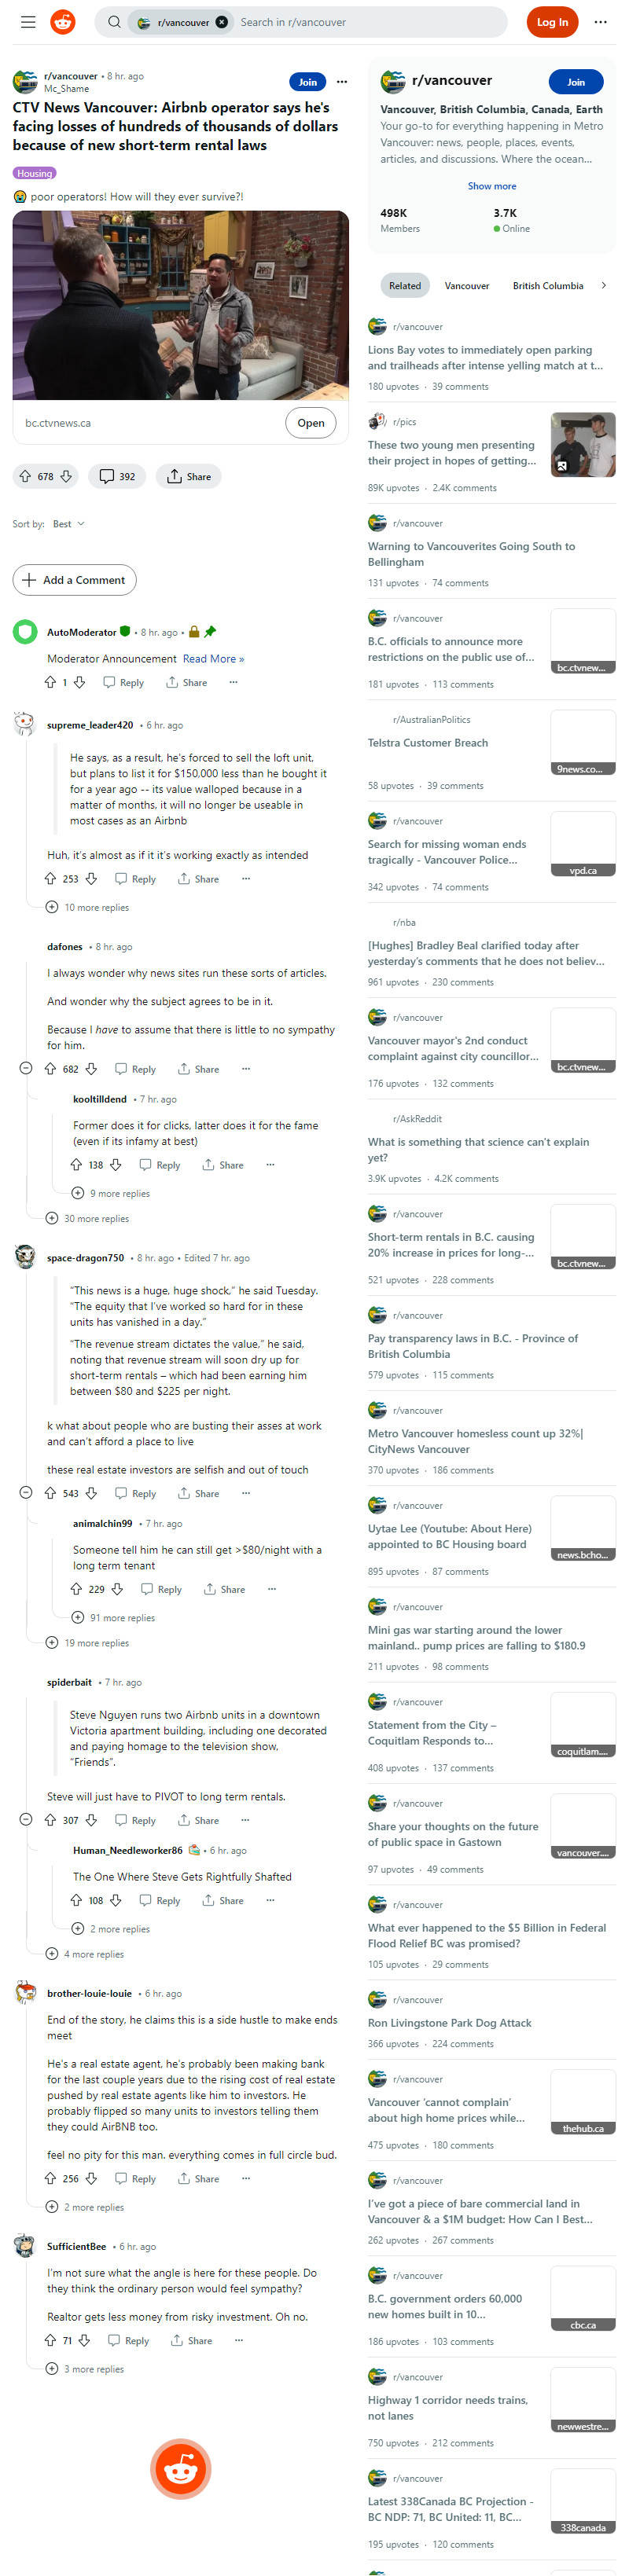 r/vancouver
Search in r/vancouver
Log In
r/vancouver • 8 hr. ago
Mc_Shame
Join
CTV News Vancouver: Airbnb operator says he's
facing losses of hundreds of thousands of dollars
because of new short-term rental laws
Housing
😭 poor operators! How will they ever survive?!
bc.ctvnews.ca
Open
678
392
Share
Sort by: Best
Add a Comment
AutoModerator • 8 hr. ago •
Moderator Announcement Read More »
1 Reply Share
supreme_leader420 • 6 hr. ago
He says, as a result, he's forced to sell the loft unit,
but plans to list it for $150,000 less than he bought it
for a year ago -- its value walloped because in a
matter of months, it will no longer be useable in
most cases as an Airbnb
Huh, it's almost as if it it's working exactly as intended
253 Reply Share
10 more replies
dafones • 8 hr. ago
I always wonder why news sites run these sorts of articles.
And wonder why the subject agrees to be in it.
Because I have to assume that there is little to no sympathy
for him.
682 Reply Share
kooltilldend • 7 hr. ago
Former does it for clicks, latter does it for the fame
(even if its infamy at best)
138 Reply Share
9 more replies
30 more replies
space-dragon750 • 8 hr. ago • Edited 7 hr. ago
"This news is a huge, huge shock," he said Tuesday.
"The equity that I've worked so hard for in these
units has vanished in a day."
"The revenue stream dictates the value," he said,
noting that revenue stream will soon dry up for
short-term rentals – which had been earning him
between $80 and $225 per night.
k what about people who are busting their asses at work
and can't afford a place to live
these real estate investors are selfish and out of touch
543 Reply Share
animalchin99 • 7 hr. ago
Someone tell him he can still get >$80/night with a
long term tenant
229 Reply Share
91 more replies
19 more replies
spiderbait • 7 hr. ago
Steve Nguyen runs two Airbnb units in a downtown
Victoria apartment building, including one decorated
and paying homage to the television show,
"Friends".
Steve will just have to PIVOT to long term rentals.
307 Reply Share
Human_Needleworker86 • 6 hr. ago
The One Where Steve Gets Rightfully Shafted
108 Reply Share
2 more replies
4 more replies
brother-louie-louie • 6 hr. ago
End of the story, he claims this is a side hustle to make ends
meet
He's a real estate agent, he's probably been making bank
for the last couple years due to the rising cost of real estate
pushed by real estate agents like him to investors. He
probably flipped so many units to investors telling them
they could AirBNB too.
feel no pity for this man. everything comes in full circle bud.
256 Reply Share
2 more replies
SufficientBee • 6 hr. ago
I'm not sure what the angle is here for these people. Do
they think the ordinary person would feel sympathy?
Realtor gets less money from risky investment. Oh no.
71 Reply Share
3 more replies
r/vancouver
Join
Vancouver, British Columbia, Canada, Earth
Your go-to for everything happening in Metro
Vancouver: news, people, places, events,
articles, and discussions. Where the ocean...
Show more
498K
Members
3.7K
Online
Related Vancouver British Columbia
r/vancouver
Lions Bay votes to immediately open parking
and trailheads after intense yelling match at t...
180 upvotes · 39 comments
r/pics
These two young men presenting
their project in hopes of getting...
89K upvotes · 2.4K comments
r/vancouver
Warning to Vancouverites Going South to
Bellingham
131 upvotes · 74 comments
r/vancouver
B.C. officials to announce more
restrictions on the public use of...
bc.ctvnew...
181 upvotes · 113 comments
r/AustralianPolitics
Telstra Customer Breach
9news.co...
58 upvotes · 39 comments
r/vancouver
Search for missing woman ends
tragically - Vancouver Police...
vpd.ca
342 upvotes · 74 comments
r/nba
[Hughes] Bradley Beal clarified today after
yesterday's comments that he does not believ...
961 upvotes · 230 comments
r/vancouver
Vancouver mayor's 2nd conduct
complaint against city councillor...
bc.ctvnew...
176 upvotes · 132 comments
r/AskReddit
What is something that science can't explain
yet?
3.9K upvotes · 4.2K comments
r/vancouver
Short-term rentals in B.C. causing
20% increase in prices for long-...
bc.ctvnew...
521 upvotes · 228 comments
r/vancouver
Pay transparency laws in B.C. - Province of
British Columbia
579 upvotes · 115 comments
r/vancouver
Metro Vancouver homeless count up 32%|
CityNews Vancouver
370 upvotes · 186 comments
r/vancouver
Uytae Lee (Youtube: About Here)
appointed to BC Housing board
news.bcho...
895 upvotes · 87 comments
r/vancouver
Mini gas war starting around the lower
mainland.. pump prices are falling to $180.9
211 upvotes · 98 comments
r/vancouver
Statement from the City –
Coquitlam Responds to...
coquitlam....
408 upvotes · 137 comments
r/vancouver
Share your thoughts on the future
of public space in Gastown
vancouver....
97 upvotes · 49 comments
r/vancouver
What ever happened to the $5 Billion in Federal
Flood Relief BC was promised?
105 upvotes · 29 comments
r/vancouver
Ron Livingstone Park Dog Attack
366 upvotes · 224 comments
r/vancouver
Vancouver 'cannot complain'
about high home prices while...
thehub.ca
475 upvotes · 180 comments
r/vancouver
I've got a piece of bare commercial land in
Vancouver & a $1M budget: How Can I Best...
262 upvotes · 267 comments
r/vancouver
B.C. government orders 60,000
new homes built in 10...
cbc.ca
186 upvotes · 103 comments
r/vancouver
Highway 1 corridor needs trains,
not lanes
newwestre...
750 upvotes · 212 comments
r/vancouver
Latest 338Canada BC Projection -
BC NDP: 71, BC United: 11, BC...
338canada
195 upvotes · 120 comments